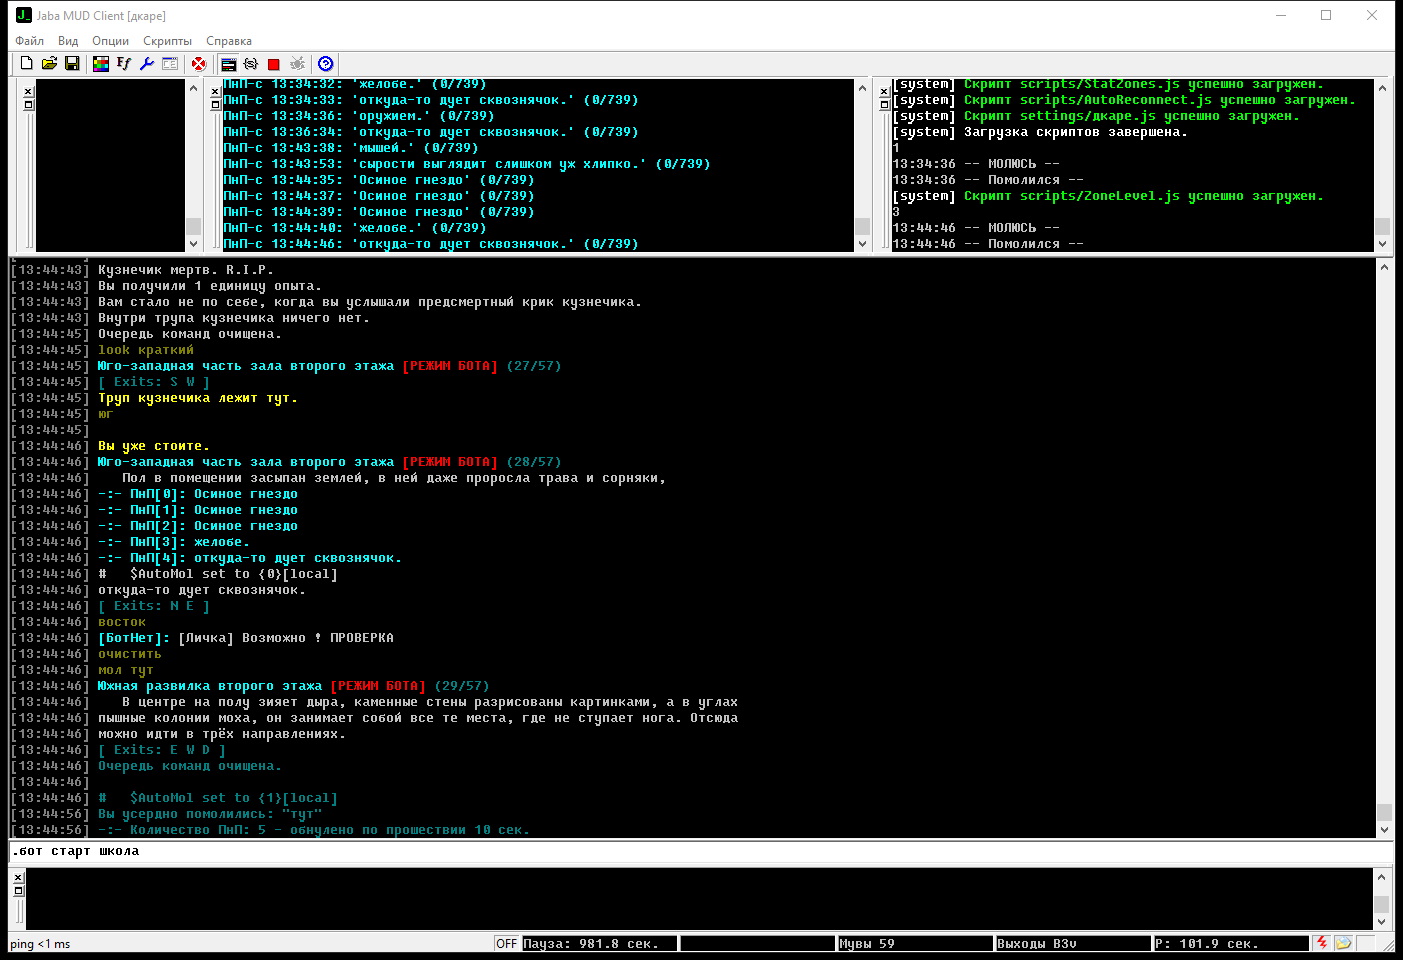 Jaba MUD Client [дкаре]
Файл Вид Опции Скрипты Справка
ПнП-с 13:34:32: 'желобе.' (0/739)
ПнП-с 13:34:33: 'откуда-то дует сквознячок.' (0/739)
ПнП-с 13:34:36: 'оружием.' (0/739)
ПнП-с 13:36:34: 'откуда-то дует сквознячок.' (0/739)
ПнП-с 13:43:38: 'мышей.' (0/739)
ПнП-с 13:43:53: 'сырости выглядит слишком уж хлипко.' (0/739)
ПнП-с 13:44:35: 'Осиное гнездо' (0/739)
ПнП-с 13:44:37: 'Осиное гнездо' (0/739)
ПнП-с 13:44:39: 'Осиное гнездо' (0/739)
ПнП-с 13:44:40: 'желобе.' (0/739)
ПнП-с 13:44:46: 'откуда-то дует сквознячок.' (0/739)
[system] Скрипт scripts/StatZones.js успешно загружен.
[system] Скрипт scripts/AutoReconnect.js успешно загружен.
[system] Скрипт settings/дкаре.js успешно загружен.
[system] Загрузка скриптов завершена.
1
13:34:36 -- МОЛЮСЬ --
13:34:36 -- Помолился --
[system] Скрипт scripts/ZoneLevel.js успешно загружен.
3
13:44:46 -- МОЛЮСЬ --
13:44:46 -- Помолился --
[13:44:43] Кузнечик мертв. R.I.P.
[13:44:43] Вы получили 1 единицу опыта.
[13:44:43] Вам стало не по себе, когда вы услышали предсмертный крик кузнечика.
[13:44:43] Внутри трупа кузнечика ничего нет.
[13:44:45] Очередь команд очищена.
[13:44:45] look краткий
[13:44:45] Юго-западная часть зала второго этажа [РЕЖИМ БОТА] (27/57)
[13:44:45] [ Exits: S W ]
[13:44:45] Труп кузнечика лежит тут.
[13:44:45] юг
[13:44:45]
[13:44:46] Вы уже стоите.
[13:44:46] Юго-западная часть зала второго этажа [РЕЖИМ БОТА] (28/57)
[13:44:46] Пол в помещении засыпан землей, в ней даже проросла трава и сорняки,
[13:44:46] -:- ПнП[0]: Осиное гнездо
[13:44:46] -:- ПнП[1]: Осиное гнездо
[13:44:46] -:- ПнП[2]: Осиное гнездо
[13:44:46] -:- ПнП[3]: желобе.
[13:44:46] -:- ПнП[4]: откуда-то дует сквознячок.
[13:44:46] # $AutoMol set to {0}[local]
[13:44:46] откуда-то дует сквознячок.
[13:44:46] [ Exits: N E ]
[13:44:46] восток
[13:44:46] [БотНет]: [Личка] Возможно ! ПРОВЕРКА
[13:44:46] очистить
[13:44:46] мол тут
[13:44:46] Южная развилка второго этажа [РЕЖИМ БОТА] (29/57)
[13:44:46] В центре на полу зияет дыра, каменные стены разрисованы картинками, а в углах
[13:44:46] пышные колонии моха, он занимает собой все те места, где не ступает нога. Отсюда
[13:44:46] можно идти в трёх направлениях.
[13:44:46] [ Exits: E W D ]
[13:44:46] Очередь команд очищена.
[13:44:46]
[13:44:46] # $AutoMol set to {1}[local]
[13:44:56] Вы усердно помолились: "тут"
[13:44:56] -:- Количество ПнП: 5 - обнулено по прошествии 10 сек.
.бот старт школа
ping <1 ms OFF Пауза: 981.8 сек. Мувы 59 Выходы ВЗv P: 101.9 сек.